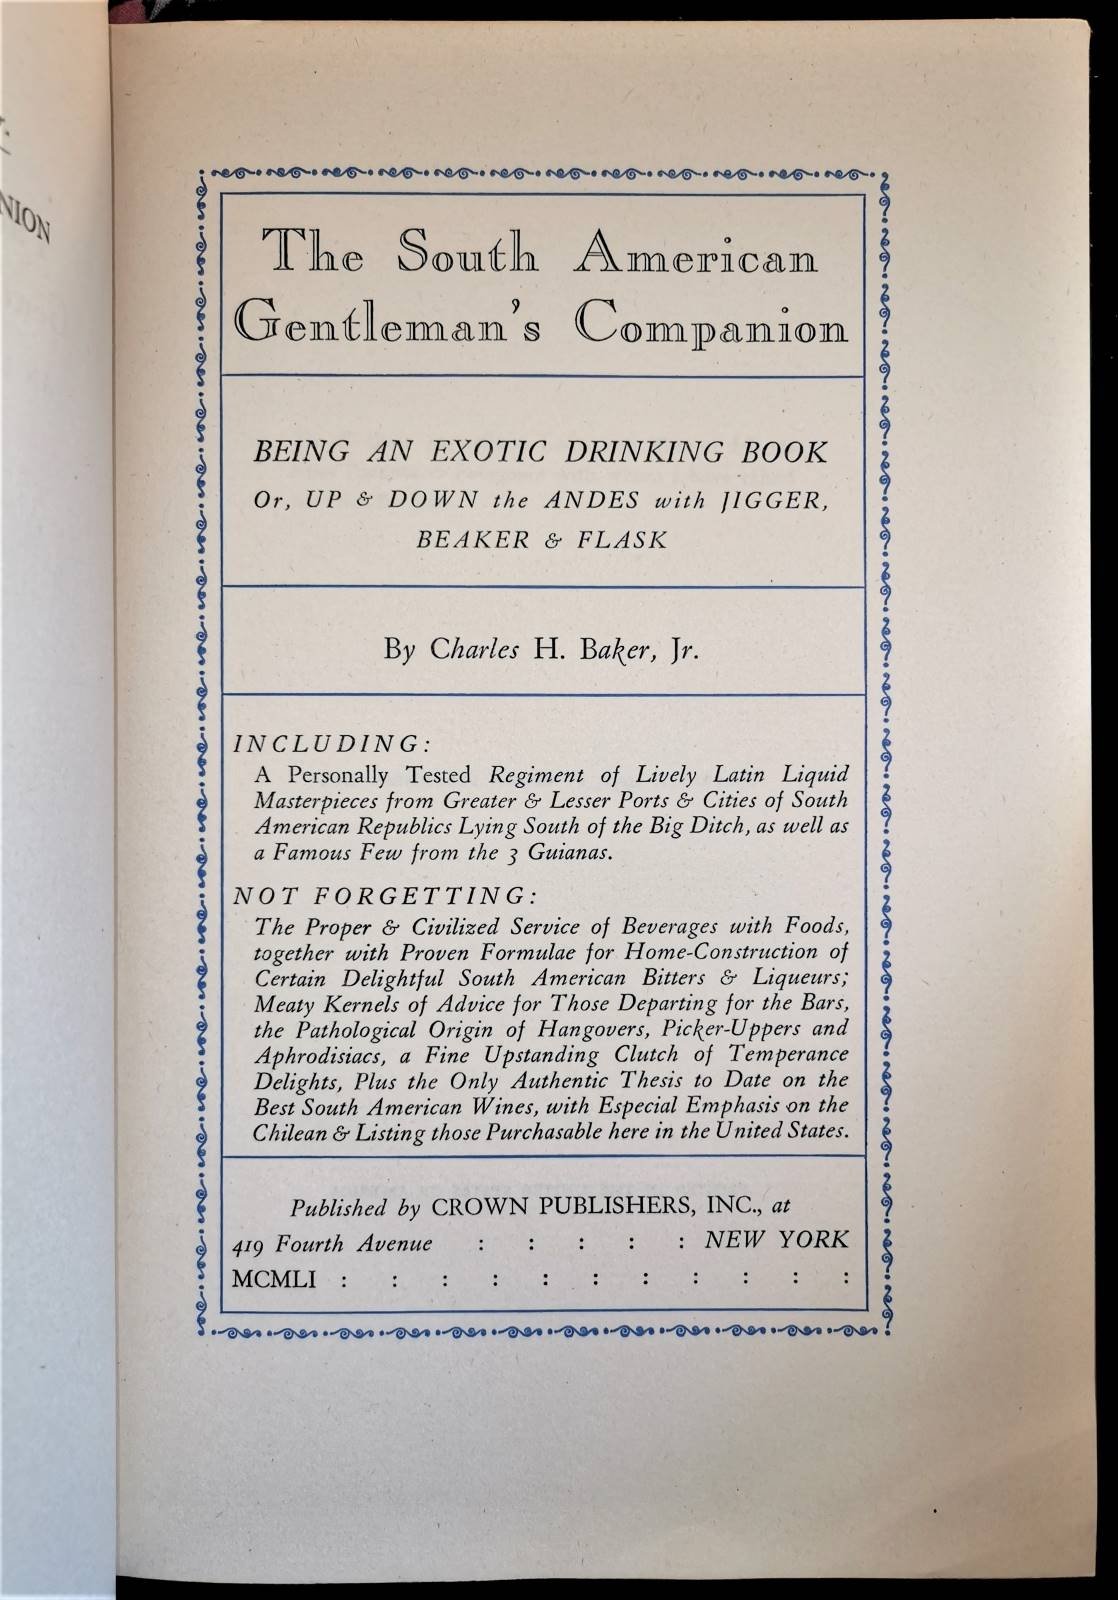 NION
The South American
Gentleman's Companion
BEING AN EXOTIC DRINKING BOOK
Or, UP & DOWN the ANDES with JIGGER,
BEAKER & FLASK
By Charles H. Baker, Jr.
INCLUDING:
A Personally Tested Regiment of Lively Latin Liquid
Masterpieces from Greater & Lesser Ports & Cities of South
American Republics Lying South of the Big Ditch, as well as
a Famous Few from the 3 Guianas.
NOT FORGETTING:
The Proper & Civilized Service of Beverages with Foods,
together with Proven Formulae for Home-Construction of
Certain Delightful South American Bitters & Liqueurs;
Meaty Kernels of Advice for Those Departing for the Bars,
the Pathological Origin of Hangovers, Picker-Uppers and
Aphrodisiacs, a Fine Upstanding Clutch of Temperance
Delights, Plus the Only Authentic Thesis to Date on the
Best South American Wines, with Especial Emphasis on the
Chilean & Listing those Purchasable here in the United States.
Published by CROWN PUBLISHERS, INC., at
419 Fourth Avenue : : : : : NEW YORK
MCMLI : : : : : : : : : : :